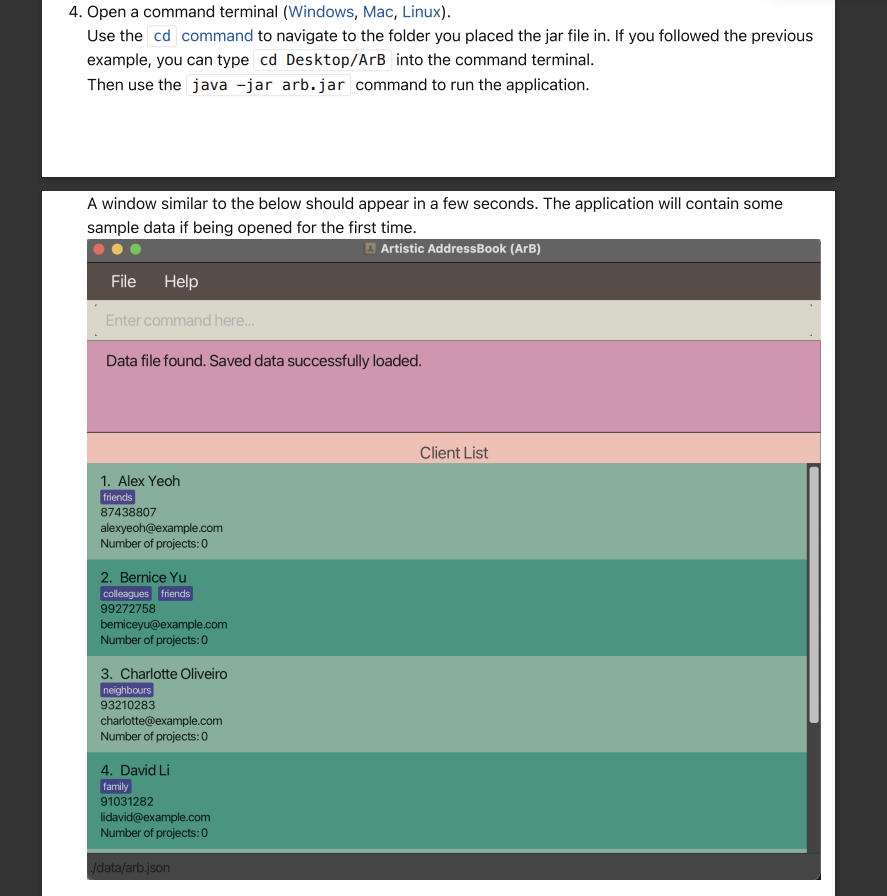 4. Open a command terminal (Windows, Mac, Linux).
Use the cd command to navigate to the folder you placed the jar file in. If you followed the previous
example, you can type cd Desktop/ArB into the command terminal.
Then use the java -jar arb.jar command to run the application.
A window similar to the below should appear in a few seconds. The application will contain some
sample data if being opened for the first time.
Artistic AddressBook (ArB)
File Help
Enter command here...
Data file found. Saved data successfully loaded.
Client List
1. Alex Yeoh
friends
87438807
alexyeoh@example.com
Number of projects: 0
2. Bernice Yu
colleagues friends
99272758
berniceyu@example.com
Number of projects: 0
3. Charlotte Oliveiro
neighbours
93210283
charlotte@example.com
Number of projects: 0
4. David Li
family
91031282
lidavid@example.com
Number of projects: 0
./data/arb.json